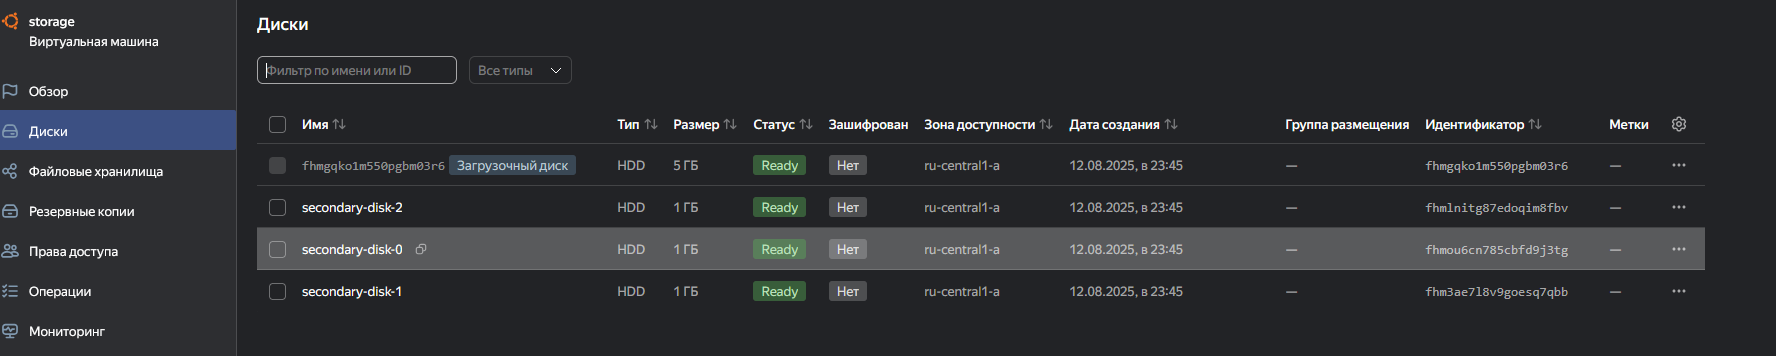 storage
Виртуальная машина
Обзор
Диски
Файловые хранилища
Резервные копии
Права доступа
Операции
Мониторинг
Диски
Фильтр по имени или ID Все типы
Имя Тип Размер Статус Зашифрован Зона доступности Дата создания Группа размещения Идентификатор Метки
fhmgqko1m550pgbm03r6 Загрузочный диск HDD 5 ГБ Ready Нет ru-central1-a 12.08.2025, в 23:45 — fhmgqko1m550pgbm03r6 —
secondary-disk-2 HDD 1 ГБ Ready Нет ru-central1-a 12.08.2025, в 23:45 — fhmlnitg87edoqim8fbv —
secondary-disk-0 HDD 1 ГБ Ready Нет ru-central1-a 12.08.2025, в 23:45 — fhmou6cn785cbfd9j3tg —
secondary-disk-1 HDD 1 ГБ Ready Нет ru-central1-a 12.08.2025, в 23:45 — fhm3ae7l8v9goesq7qbb —